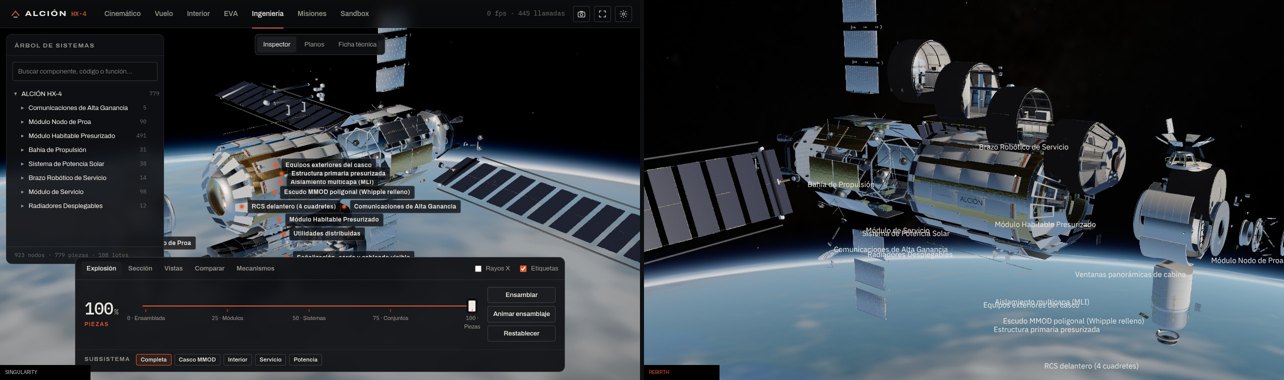 ALCIÓN HX-4
Cinemático Vuelo Interior EVA Ingeniería Misiones Sandbox
0 fps · 445 llamadas
Inspector Planos Ficha técnica
ÁRBOL DE SISTEMAS
Buscar componente, código o función...
ALCIÓN HX-4 779
Comunicaciones de Alta Ganancia 5
Módulo Nodo de Proa 90
Módulo Habitable Presurizado 491
Bahía de Propulsión 31
Sistema de Potencia Solar 38
Brazo Robótico de Servicio 14
Módulo de Servicio 98
Radiadores Desplegables 12
923 nodos · 779 piezas · 108 lotes
Equipos exteriores del casco
Estructura primaria presurizada
Aislamiento multicapa (MLI)
Escudo MMOD poligonal (Whipple relleno)
RCS delantero (4 cuadretes)
Comunicaciones de Alta Ganancia
Módulo Habitable Presurizado
Utilidades distribuidas
o de Proa
Explosión Sección Vistas Comparar Mecanismos
Rayos X Etiquetas
100%
PIEZAS
0 · Ensamblada 25 · Módulos 50 · Sistemas 75 · Conjuntos 100 · Piezas
Ensamblar
Animar ensamblaje
Restablecer
SUBSISTEMA Completa Casco MMOD Interior Servicio Potencia
SINGULARITY
Brazo Robótico de Servicio
Bahía de Propulsión
ALCIÓN
Módulo Habitable Presurizado
Módulo de Servicio
Sistema de Potencia Solar
Comunicaciones de Alta Ganancia
Radiadores Desplegables
Módulo Nodo de Proa
Ventanas panorámicas de cabina
Aislamiento multicapa (MLI)
Equipos exteriores del casco
Escudo MMOD poligonal (Whipple relleno)
Estructura primaria presurizada
RCS delantero (4 cuadretes)
REBIRTH